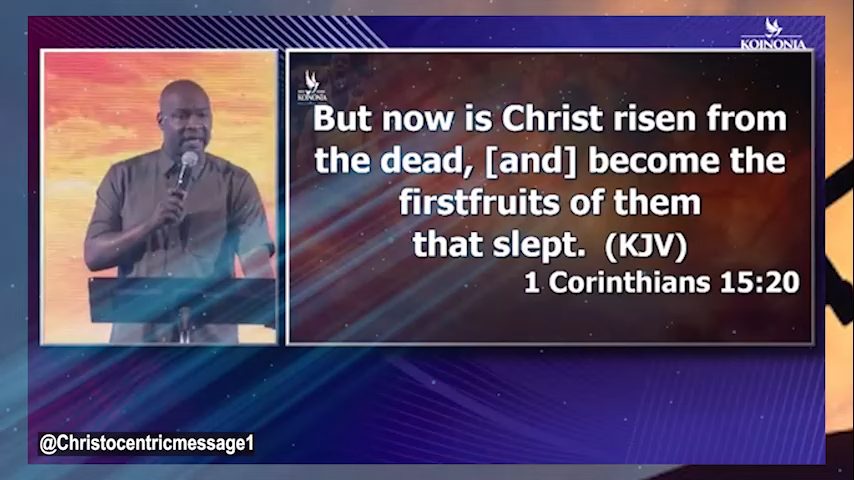 KOINONIA
KOINONIA
But now is Christ risen from
the dead, [and] become the
firstfruits of them
that slept. (KJV)
1 Corinthians 15:20
@Christocentricmessage1